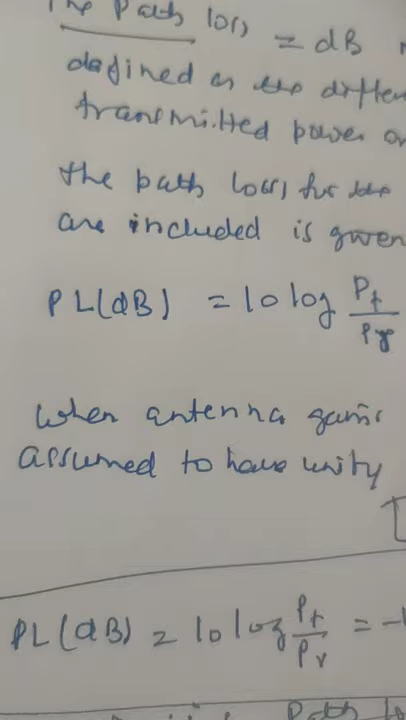 The Path loss = dB
defined as the differ
transmitted power
the path loss for the
are included is given
PL(dB) = 10 log Pt/Pr
when antenna gains
assumed to have unity
PL(dB) = 10 log Pt/Pr = -1
Path